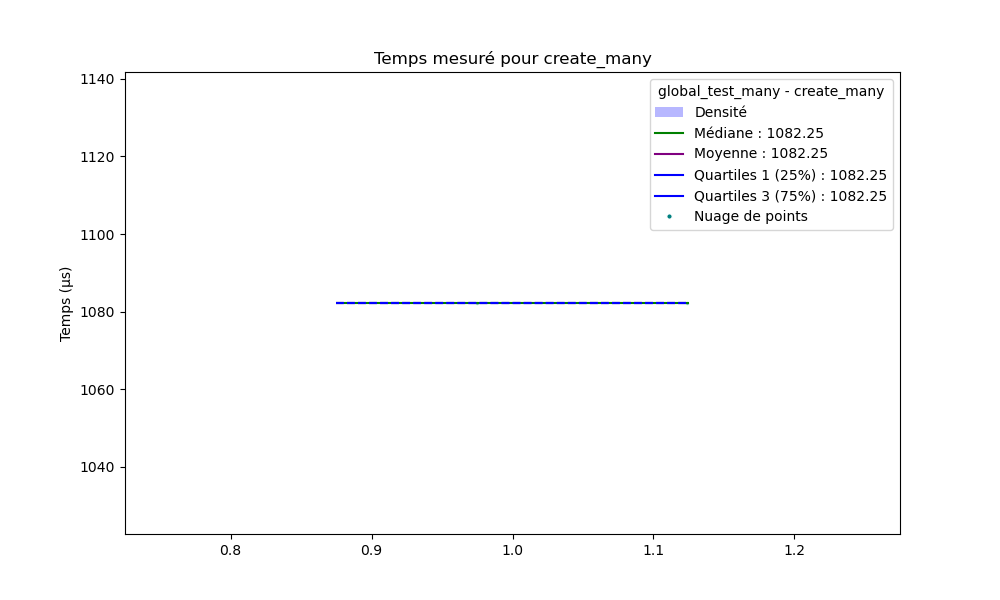 Temps mesuré pour create_many
1140
1120
1100
1080
1060
1040
Temps (µs)
global_test_many - create_many
Densité
Médiane : 1082.25
Moyenne : 1082.25
Quartiles 1 (25%) : 1082.25
Quartiles 3 (75%) : 1082.25
Nuage de points
0.8
0.9
1.0
1.1
1.2